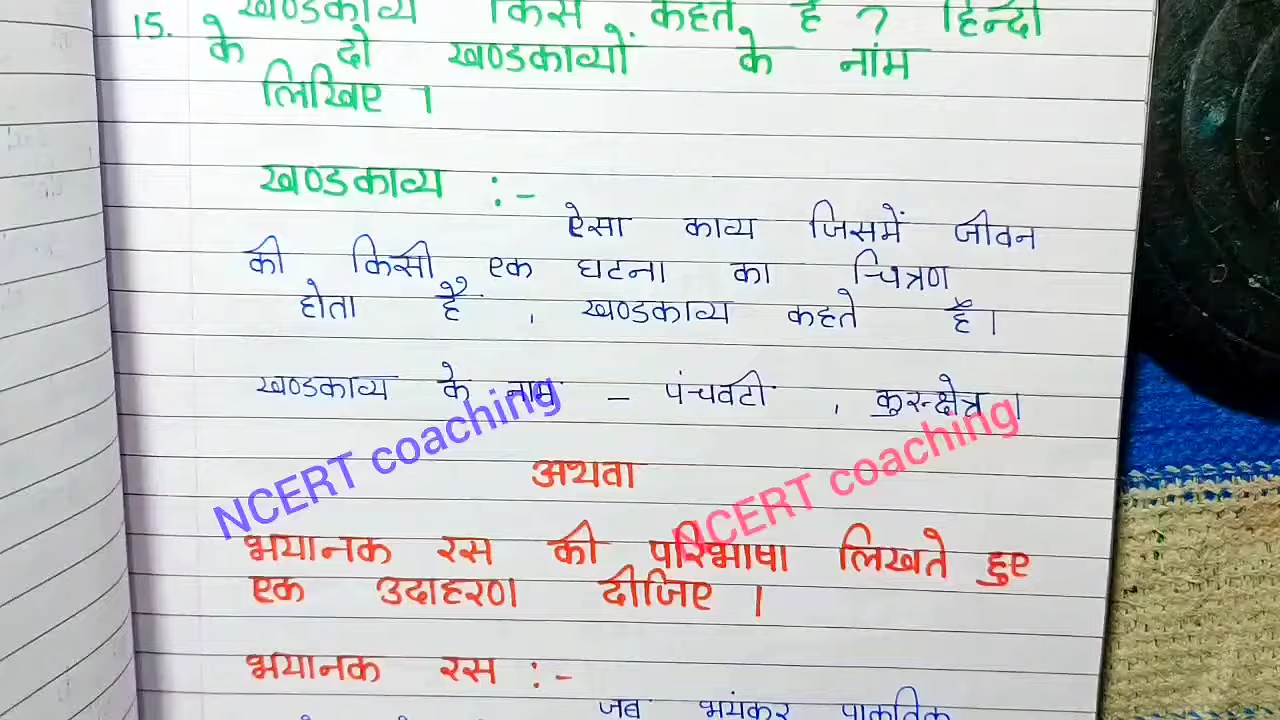 15. खण्डकाव्य किसे कहते है ? हिन्दी
के दो खण्डकाव्यों के नांम
लिखिए ।
खण्डकाव्य :-
ऐसा काव्य जिसमें जीवन
की किसी एक घटना का चित्रण
होता है , खण्डकाव्य कहते है ।
खण्डकाव्य के नाम – पंचवटी , कुरुक्षेत्र ।
NCERT coaching
NCERT coaching
अथवा
भयानक रस की परिभाषा लिखते हुए
एक उदाहरण दीजिए ।
भयानक रस :-
जब भयंकर